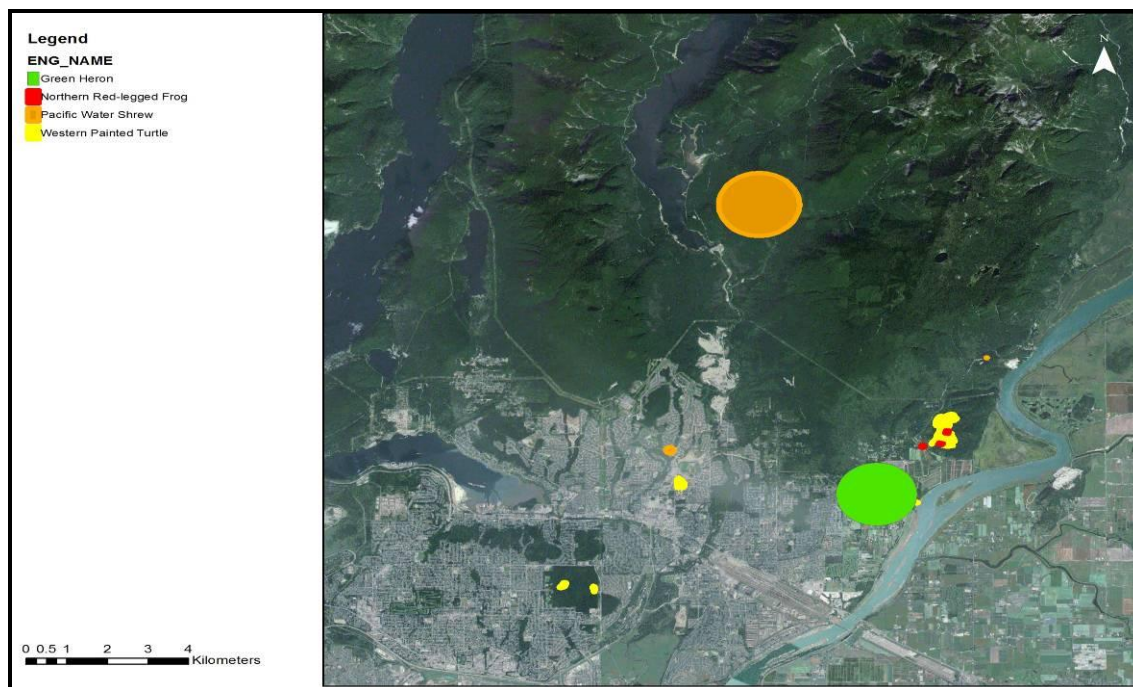 Legend
ENG_NAME
Green Heron
Northern Red-legged Frog
Pacific Water Shrew
Western Painted Turtle
N
0 0.5 1 2 3 4
Kilometers